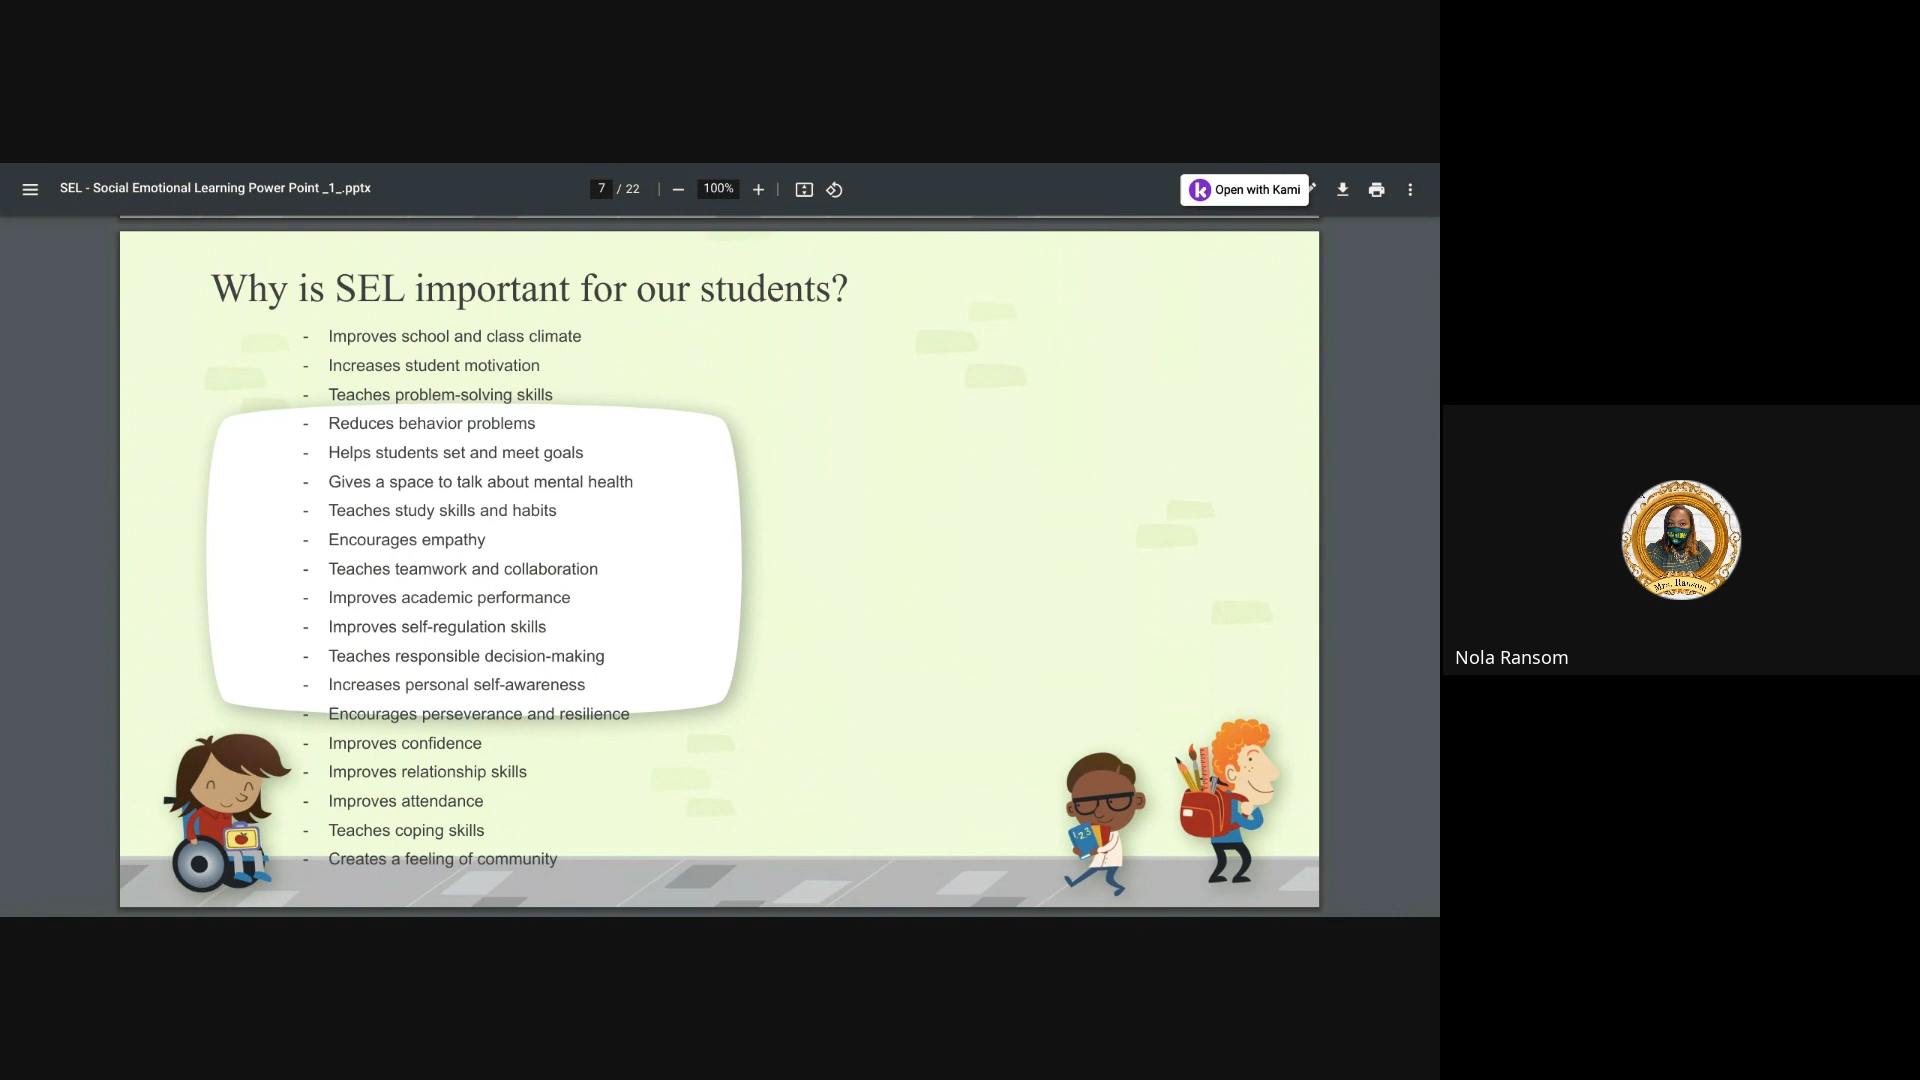 SEL - Social Emotional Learning Power Point _1_.pptx
7 / 22
100%
Open with Kami
Why is SEL important for our students?
- Improves school and class climate
- Increases student motivation
- Teaches problem-solving skills
- Reduces behavior problems
- Helps students set and meet goals
- Gives a space to talk about mental health
- Teaches study skills and habits
- Encourages empathy
- Teaches teamwork and collaboration
- Improves academic performance
- Improves self-regulation skills
- Teaches responsible decision-making
- Increases personal self-awareness
- Encourages perseverance and resilience
- Improves confidence
- Improves relationship skills
- Improves attendance
- Teaches coping skills
- Creates a feeling of community
123
Mrs. Ransom
Nola Ransom